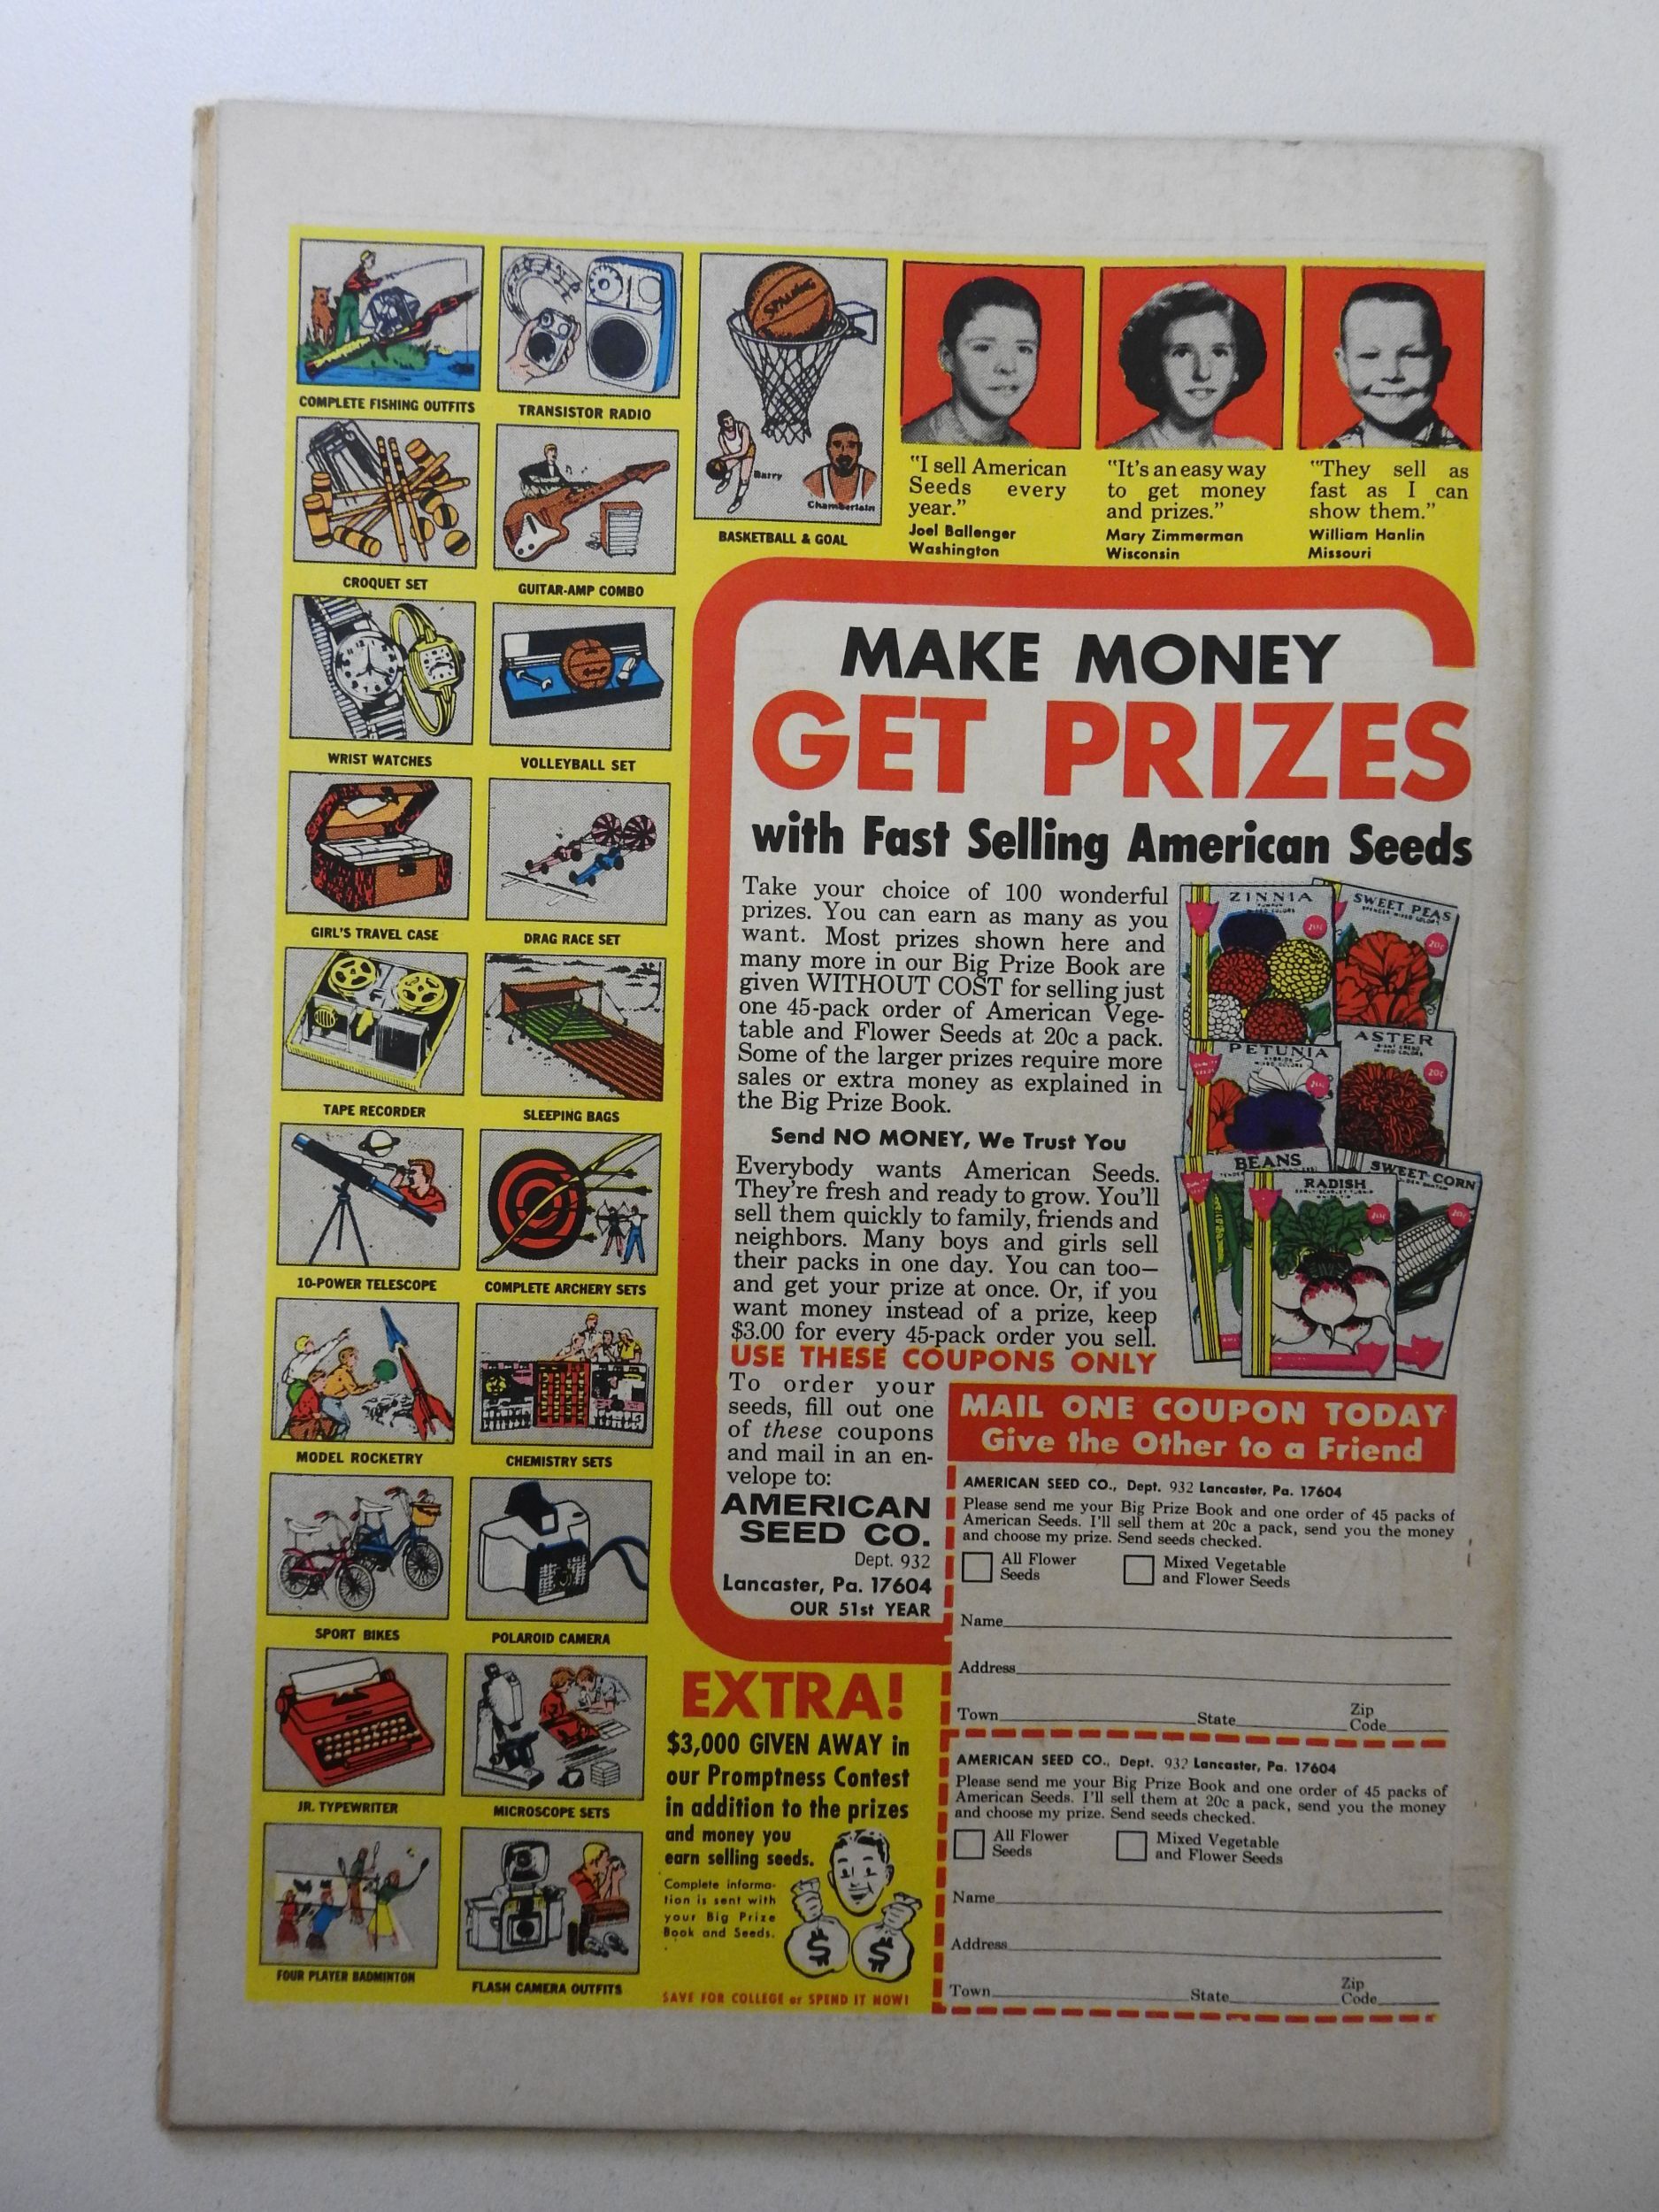 COMPLETE FISHING OUTFITS
TRANSISTOR RADIO
SPALDING
Barry
Chamberlain
BASKETBALL & GOAL
CROQUET SET
GUITAR-AMP COMBO
WRIST WATCHES
VOLLEYBALL SET
GIRL'S TRAVEL CASE
DRAG RACE SET
TAPE RECORDER
SLEEPING BAGS
10-POWER TELESCOPE
COMPLETE ARCHERY SETS
MODEL ROCKETRY
CHEMISTRY SETS
SPORT BIKES
POLAROID CAMERA
JR. TYPEWRITER
MICROSCOPE SETS
FOUR PLAYER BADMINTON
FLASH CAMERA OUTFITS
"I sell American
Seeds every
year."
Joel Ballenger
Washington
"It's an easy way
to get money
and prizes."
Mary Zimmerman
Wisconsin
"They sell as
fast as I can
show them."
William Hanlin
Missouri
MAKE MONEY
GET PRIZES
with Fast Selling American Seeds
Take your choice of 100 wonderful
prizes. You can earn as many as you
want. Most prizes shown here and
many more in our Big Prize Book are
given WITHOUT COST for selling just
one 45-pack order of American Vege-
table and Flower Seeds at 20c a pack.
Some of the larger prizes require more
sales or extra money as explained in
the Big Prize Book.
Send NO MONEY, We Trust You
Everybody wants American Seeds.
They're fresh and ready to grow. You'll
sell them quickly to family, friends and
neighbors. Many boys and girls sell
their packs in one day. You can too—
and get your prize at once. Or, if you
want money instead of a prize, keep
$3.00 for every 45-pack order you sell.
USE THESE COUPONS ONLY
To order your
seeds, fill out one
of these coupons
and mail in an en-
velope to:
AMERICAN
SEED CO.
Dept. 932
Lancaster, Pa. 17604
OUR 51st YEAR
ZINNIA
20c
SWEET PEAS
20c
PETUNIA
20c
ASTER
20c
BEANS
RADISH
20c
SWEET CORN
20c
MAIL ONE COUPON TODAY
Give the Other to a Friend
AMERICAN SEED CO., Dept. 932 Lancaster, Pa. 17604
Please send me your Big Prize Book and one order of 45 packs of
American Seeds. I'll sell them at 20c a pack, send you the money
and choose my prize. Send seeds checked.
All Flower
Seeds
Mixed Vegetable
and Flower Seeds
Name
Address
Town State Zip Code
AMERICAN SEED CO., Dept. 932 Lancaster, Pa. 17604
Please send me your Big Prize Book and one order of 45 packs of
American Seeds. I'll sell them at 20c a pack, send you the money
and choose my prize. Send seeds checked.
All Flower
Seeds
Mixed Vegetable
and Flower Seeds
Name
Address
Town State Zip Code
EXTRA!
$3,000 GIVEN AWAY in
our Promptness Contest
in addition to the prizes
and money you
earn selling seeds.
Complete informa-
tion is sent with
your Big Prize
Book and Seeds.
$ $
SAVE FOR COLLEGE or SPEND IT NOW!